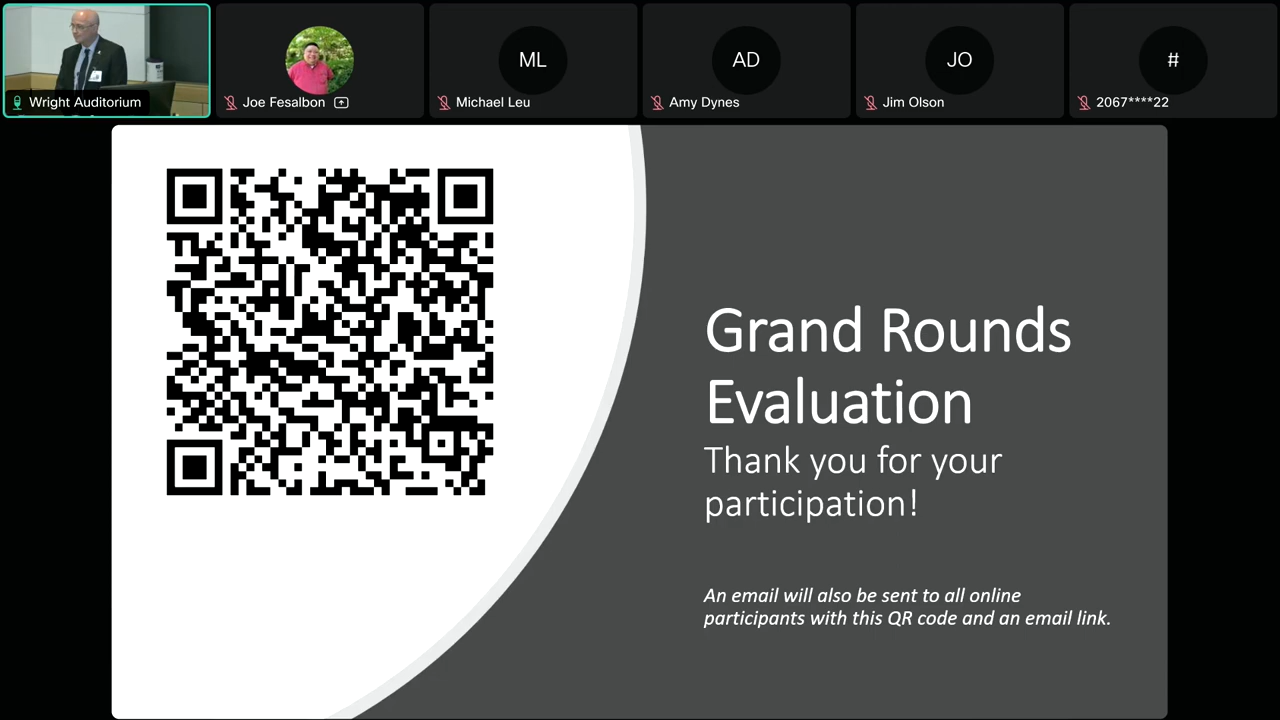 Wright Auditorium
Joe Fesalbon
ML
Michael Leu
AD
Amy Dynes
JO
Jim Olson
#
2067****22
Grand Rounds
Evaluation
Thank you for your
participation!
An email will also be sent to all online
participants with this QR code and an email link.